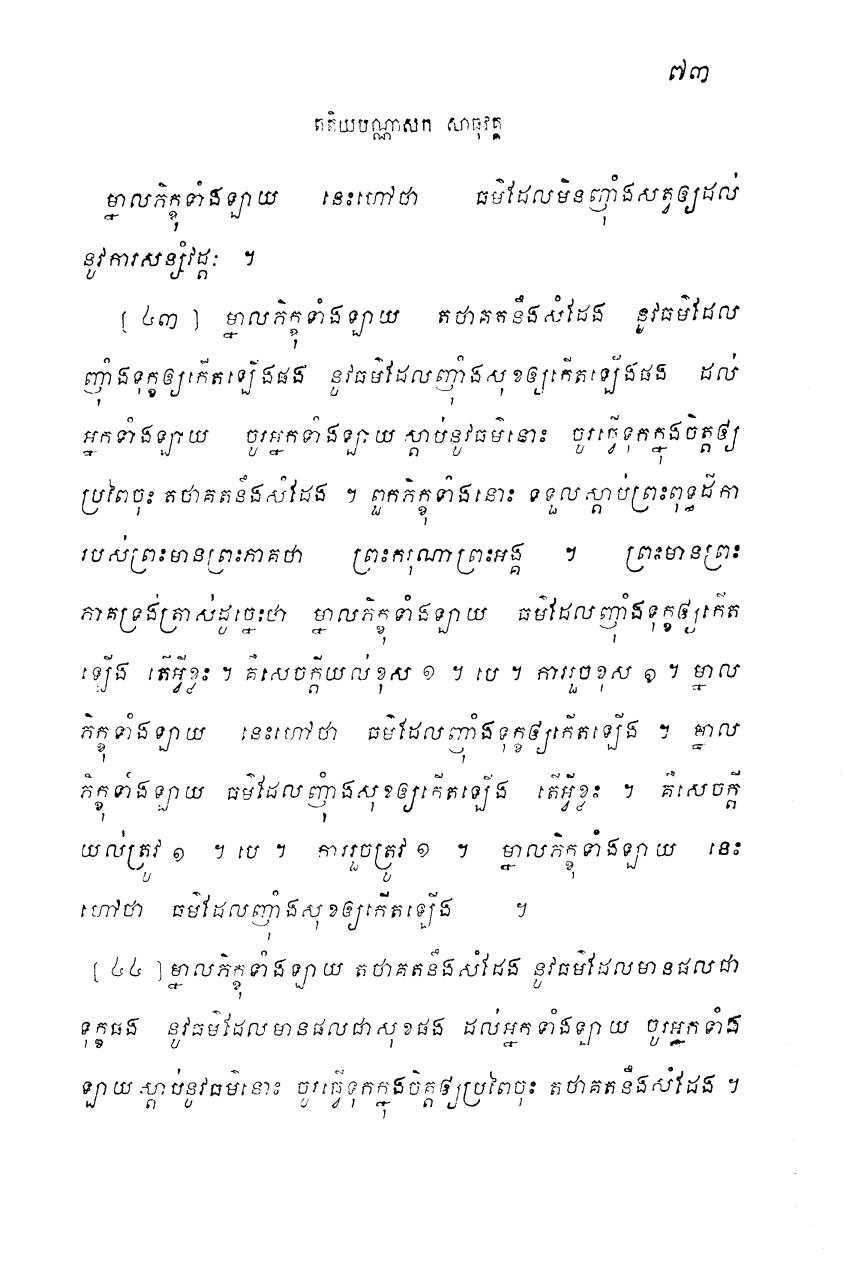 ៧៣
តតិយបណ្ណាសក សាធុវគ្គ
ម្នាលភិក្ខុទាំងឡាយ នេះហៅថា ធម៌ដែលមិនញ៉ាំងសត្វឲ្យដល់
នូវការសន្សំវដ្តៈ ។
[ ៤៣ ] ម្នាលភិក្ខុទាំងឡាយ តថាគតនឹងសំដែង នូវធម៌ដែល
ញ៉ាំងទុក្ខឲ្យកើតឡើងផង នូវធម៌ដែលញ៉ាំងសុខឲ្យកើតឡើងផង ដល់
អ្នកទាំងឡាយ ចូរអ្នកទាំងឡាយស្តាប់នូវធម៌នោះ ចូរធ្វើទុកក្នុងចិត្តឲ្យ
ប្រពៃចុះ តថាគតនឹងសំដែង ។ ពួកភិក្ខុទាំងនោះ ទទួលស្តាប់ព្រះពុទ្ធដីកា
របស់ព្រះមានព្រះភាគថា ព្រះករុណាព្រះអង្គ ។ ព្រះមានព្រះ
ភាគទ្រង់ត្រាស់ដូច្នេះថា ម្នាលភិក្ខុទាំងឡាយ ធម៌ដែលញ៉ាំងទុក្ខឲ្យកើត
ឡើង តើអ្វីខ្លះ ។ គឺសេចក្តីយល់ខុស ១ ។ បេ ។ ការរួចខុស ១ ។ ម្នាល
ភិក្ខុទាំងឡាយ នេះហៅថា ធម៌ដែលញ៉ាំងទុក្ខឲ្យកើតឡើង ។ ម្នាល
ភិក្ខុទាំងឡាយ ធម៌ដែលញ៉ាំងសុខឲ្យកើតឡើង តើអ្វីខ្លះ ។ គឺសេចក្តី
យល់ត្រូវ ១ ។ បេ ។ ការរួចត្រូវ ១ ។ ម្នាលភិក្ខុទាំងឡាយ នេះ
ហៅថា ធម៌ដែលញ៉ាំងសុខឲ្យកើតឡើង ។
[ ៤៤ ] ម្នាលភិក្ខុទាំងឡាយ តថាគតនឹងសំដែង នូវធម៌ដែលមានផលជា
ទុក្ខផង នូវធម៌ដែលមានផលជាសុខផង ដល់អ្នកទាំងឡាយ ចូរអ្នកទាំង
ឡាយស្តាប់នូវធម៌នោះ ចូរធ្វើទុកក្នុងចិត្តឲ្យប្រពៃចុះ តថាគតនឹងសំដែង ។